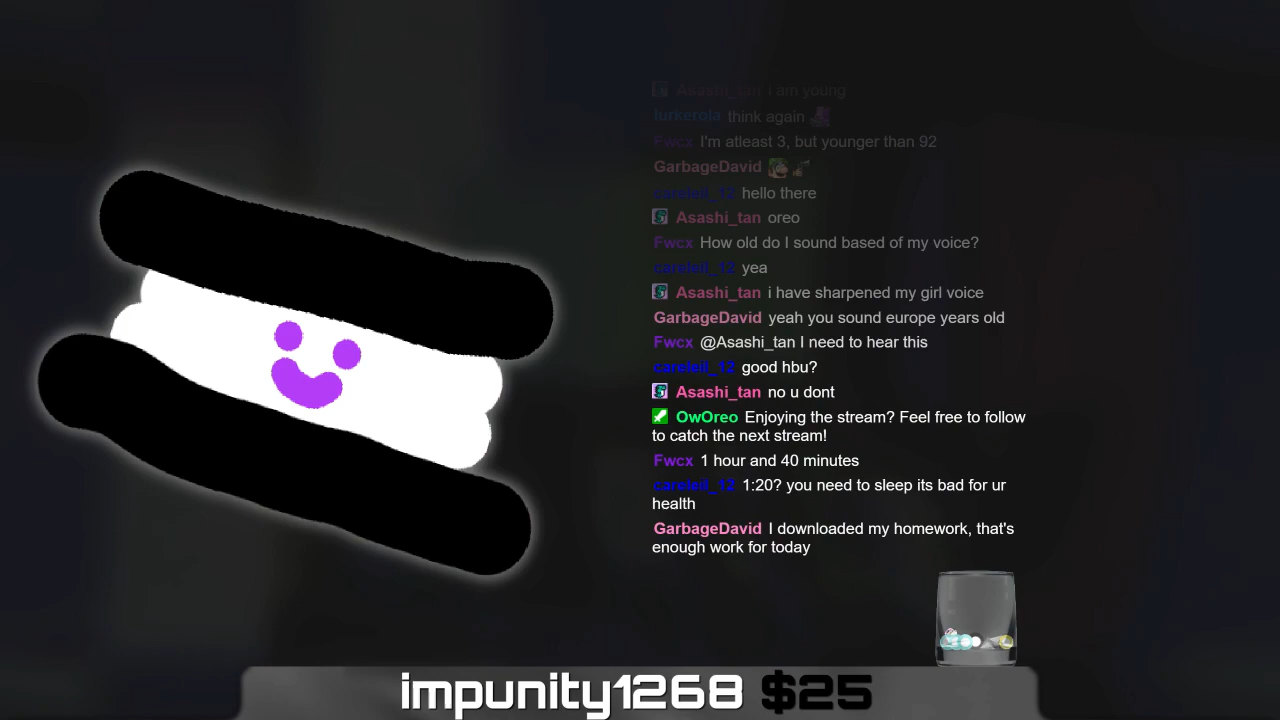 Asashi_tan i am young
lurkerola think again
Fwcx I'm atleast 3, but younger than 92
GarbageDavid
careleil_12 hello there
Asashi_tan oreo
Fwcx How old do I sound based of my voice?
careleil_12 yea
Asashi_tan i have sharpened my girl voice
GarbageDavid yeah you sound europe years old
Fwcx @Asashi_tan I need to hear this
careleil_12 good hbu?
Asashi_tan no u dont
OwOreo Enjoying the stream? Feel free to follow
to catch the next stream!
Fwcx 1 hour and 40 minutes
careleil_12 1:20? you need to sleep its bad for ur
health
GarbageDavid I downloaded my homework, that's
enough work for today
impunity1268 $25